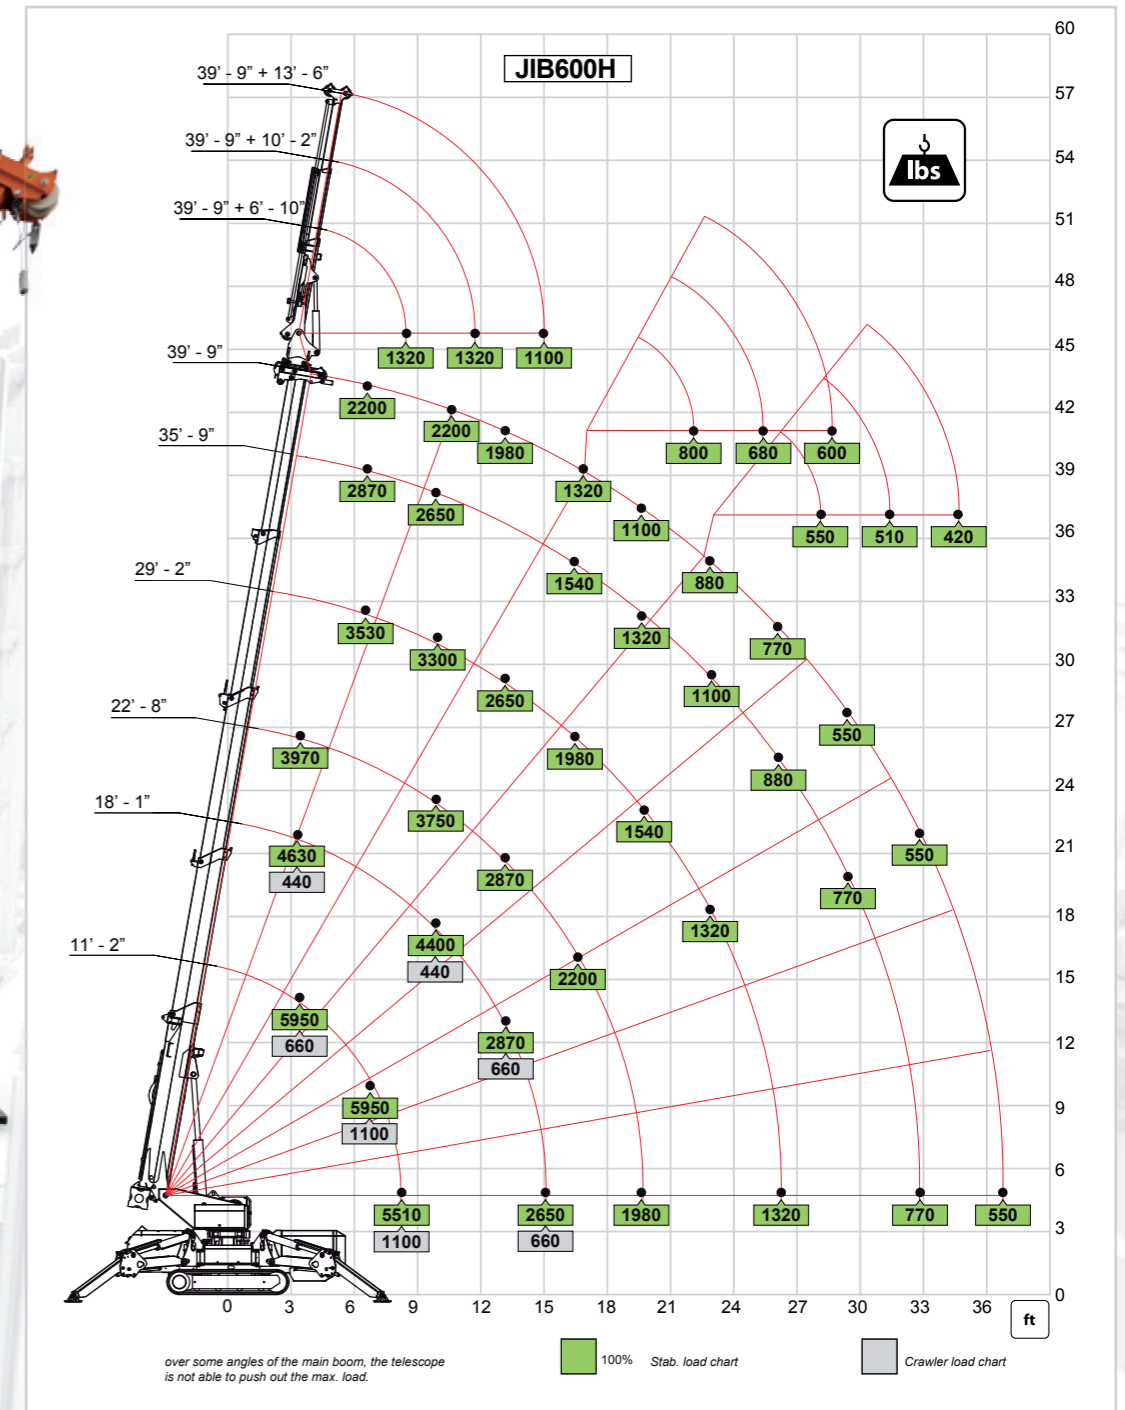 60
JIB600H
39' - 9” + 13' - 6”
57
39' - 9” + 10' - 2”
54
lbs
39' - 9” + 6' - 10”
51
48
45
1320 1320 1100
39' - 9”
42
2200
2200
1980
800 680 600
35' - 9”
39
2870
1320
2650
1100
550 510 420
36
29' - 2”
1540
880
33
3530
1320
770
3300
30
2650
1100
22' - 8”
27
550
3970
1980
880
24
18' - 1”
3750
1540
21
4630
550
440
2870
770
18
1320
11' - 2”
4400
440
2200
15
5950
660
2870
12
660
5950
1100
9
6
5510 2650 1980 1320 770 550
1100 660
3
0
0 3 6 9 12 15 18 21 24 27 30 33 36
ft
over some angles of the main boom, the telescope
is not able to push out the max. load.
100% Stab. load chart
Crawler load chart